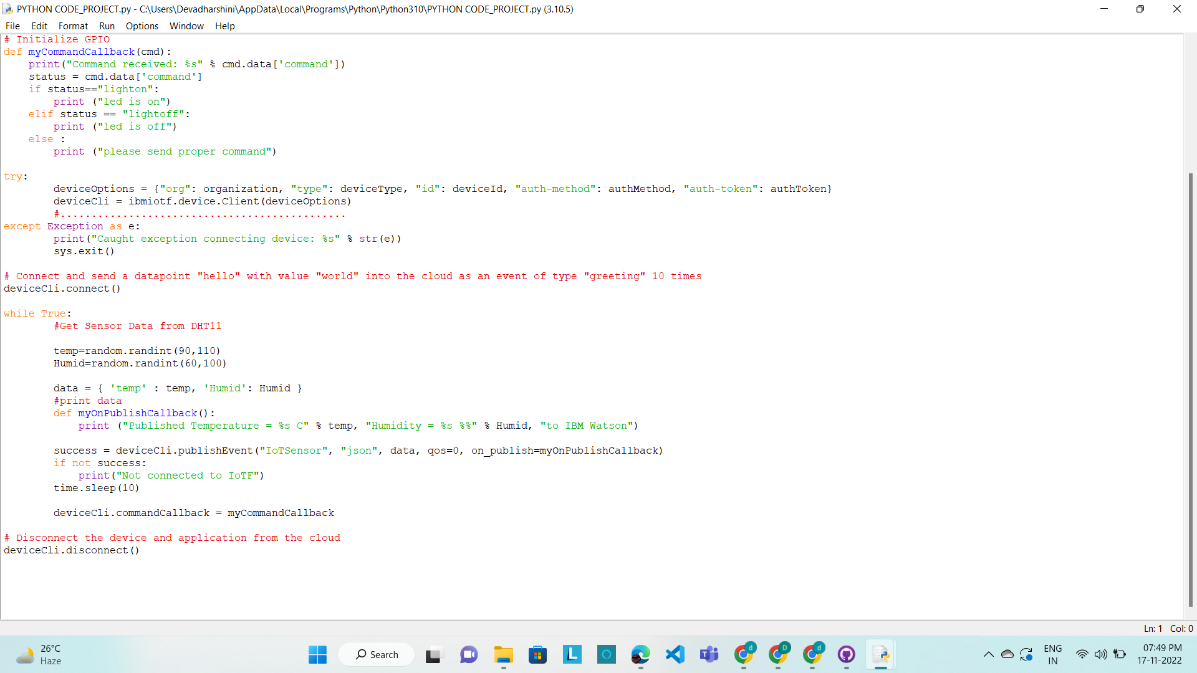 PYTHON CODE_PROJECT.py - C:\Users\Devadharshini\AppData\Local\Programs\Python\Python310\PYTHON CODE_PROJECT.py (3.10.5)
File Edit Format Run Options Window Help
# Initialize GPIO
def myCommandCallback(cmd):
    print("Command received: %s" % cmd.data['command'])
    status = cmd.data['command']
    if status=="lighton":
        print ("led is on")
    elif status == "lightoff":
        print ("led is off")
    else :
        print ("please send proper command")
try:
        deviceOptions = {"org": organization, "type": deviceType, "id": deviceId, "auth-method": authMethod, "auth-token": authToken}
        deviceCli = ibmiotf.device.Client(deviceOptions)
        #..............................................
except Exception as e:
        print("Caught exception connecting device: %s" % str(e))
        sys.exit()
# Connect and send a datapoint "hello" with value "world" into the cloud as an event of type "greeting" 10 times
deviceCli.connect()
while True:
        #Get Sensor Data from DHT11
        temp=random.randint(90,110)
        Humid=random.randint(60,100)
        data = { 'temp' : temp, 'Humid': Humid }
        #print data
        def myOnPublishCallback():
            print ("Published Temperature = %s C" % temp, "Humidity = %s %%" % Humid, "to IBM Watson")
        success = deviceCli.publishEvent("IoTSensor", "json", data, qos=0, on_publish=myOnPublishCallback)
        if not success:
            print("Not connected to IoTF")
        time.sleep(10)
        deviceCli.commandCallback = myCommandCallback
# Disconnect the device and application from the cloud
deviceCli.disconnect()
Ln: 1 Col: 0
26°C
Haze
Search
ENG
IN
07:49 PM
17-11-2022